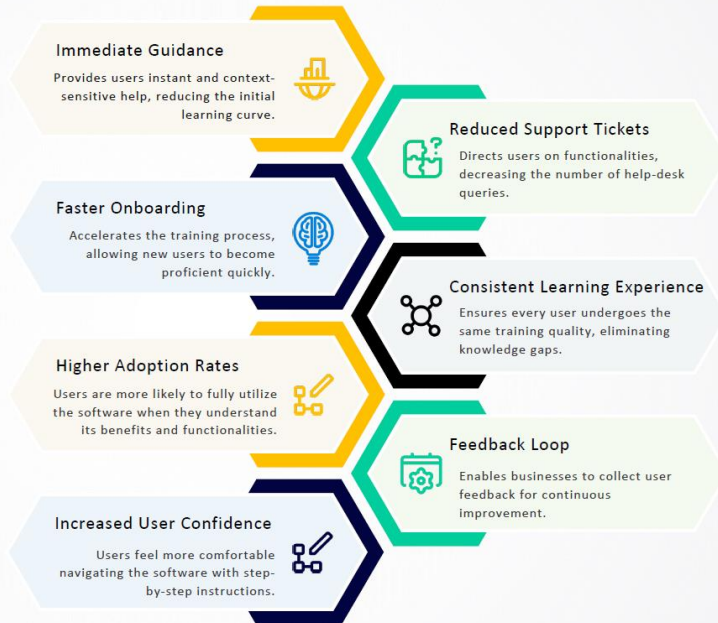 Immediate Guidance
Provides users instant and context-
sensitive help, reducing the initial
learning curve.
Reduced Support Tickets
Directs users on functionalities,
decreasing the number of help-desk
queries.
Faster Onboarding
Accelerates the training process,
allowing new users to become
proficient quickly.
Consistent Learning Experience
Ensures every user undergoes the
same training quality, eliminating
knowledge gaps.
Higher Adoption Rates
Users are more likely to fully utilize
the software when they understand
its benefits and functionalities.
Feedback Loop
Enables businesses to collect user
feedback for continuous
improvement.
Increased User Confidence
Users feel more comfortable
navigating the software with step-
by-step instructions.